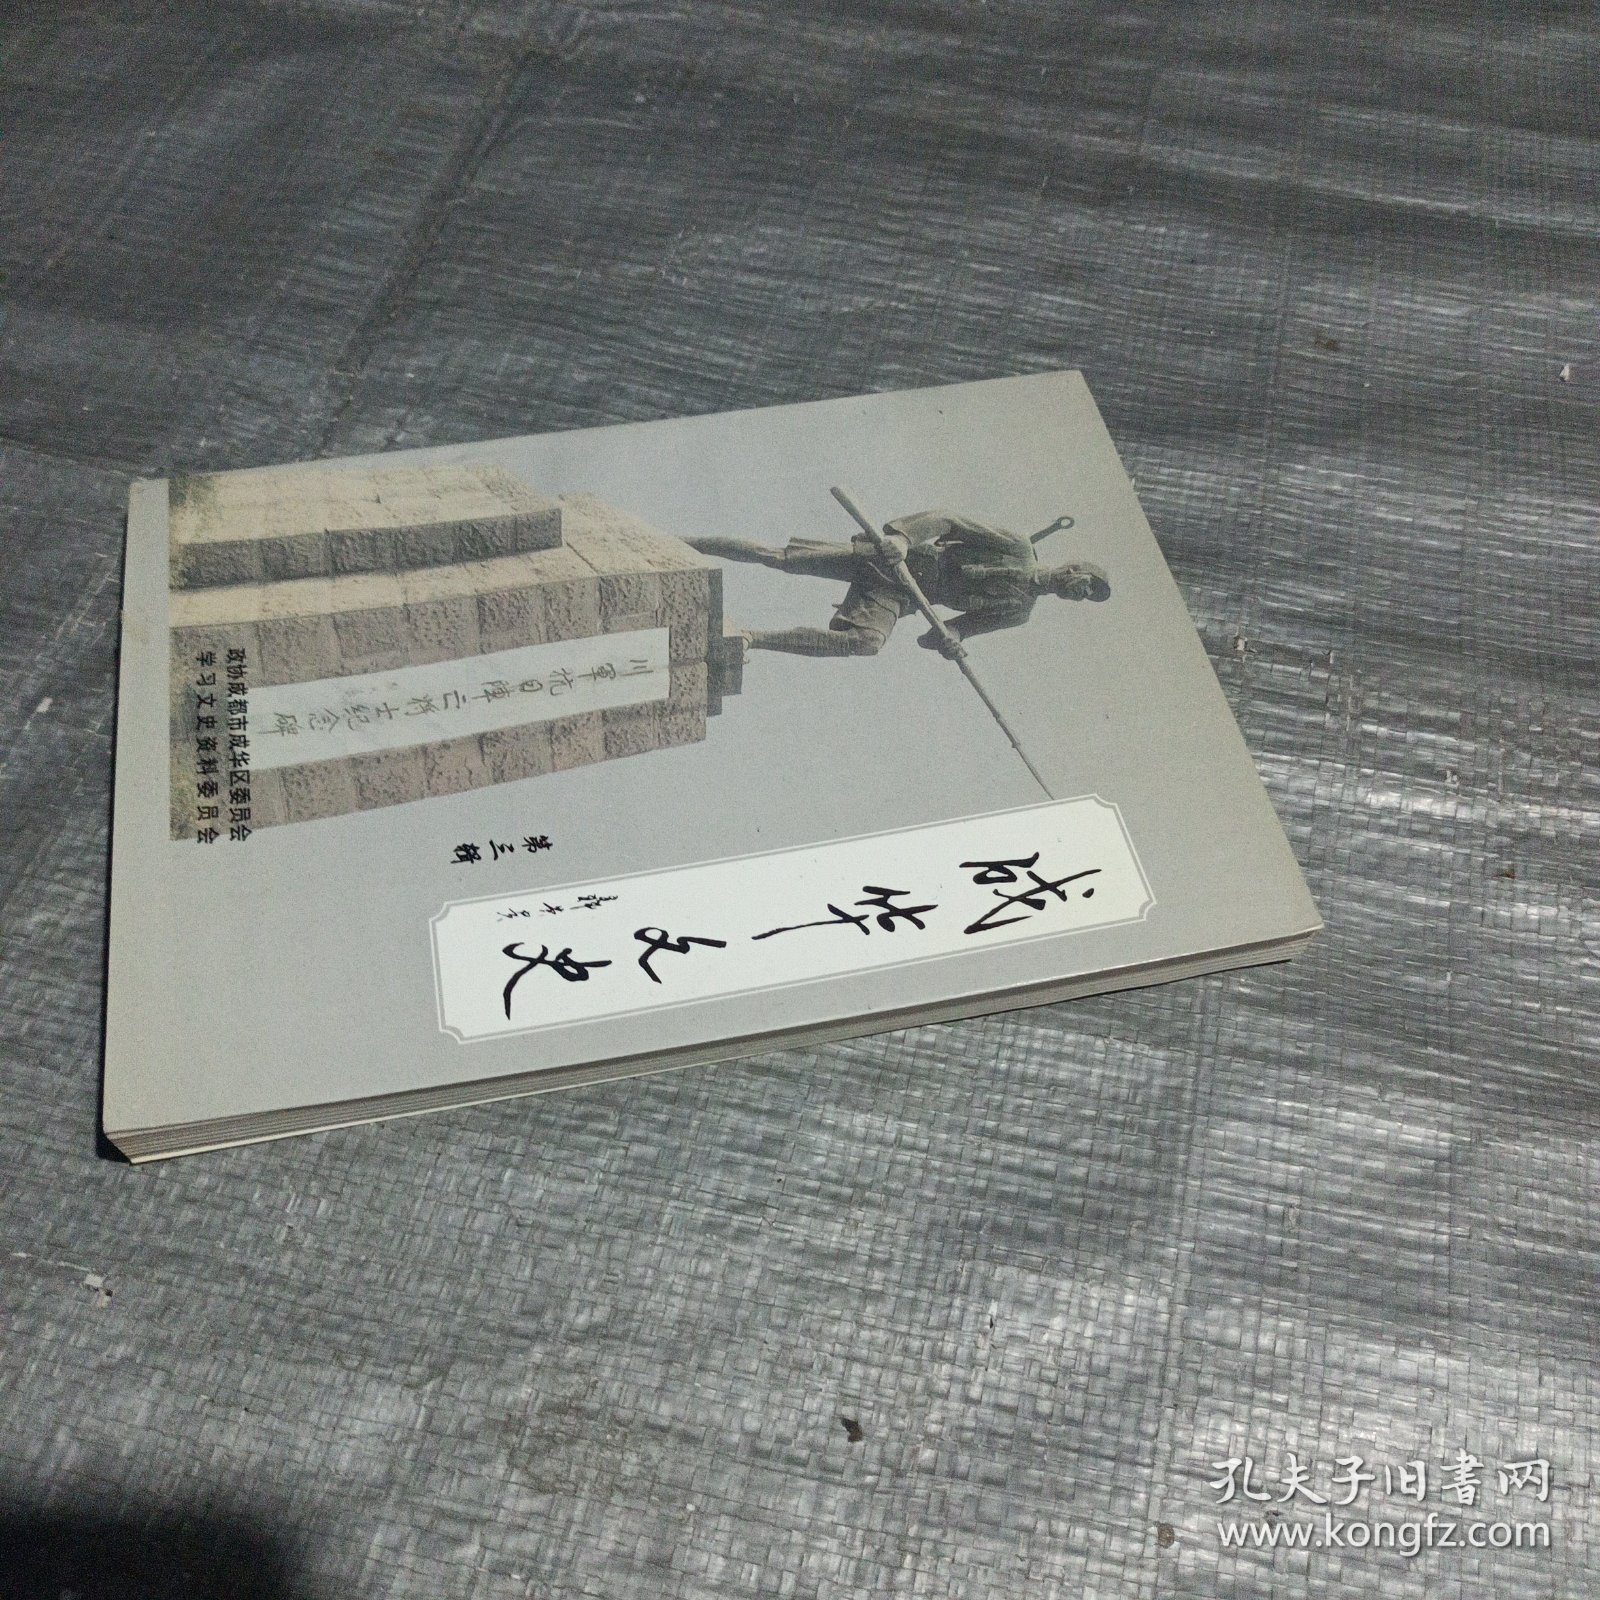 成华文史
第三辑
川军抗日阵亡将士纪念碑
政协成都市成华区委员会
学习文史资料委员会
孔夫子旧书网
www.kongfz.com